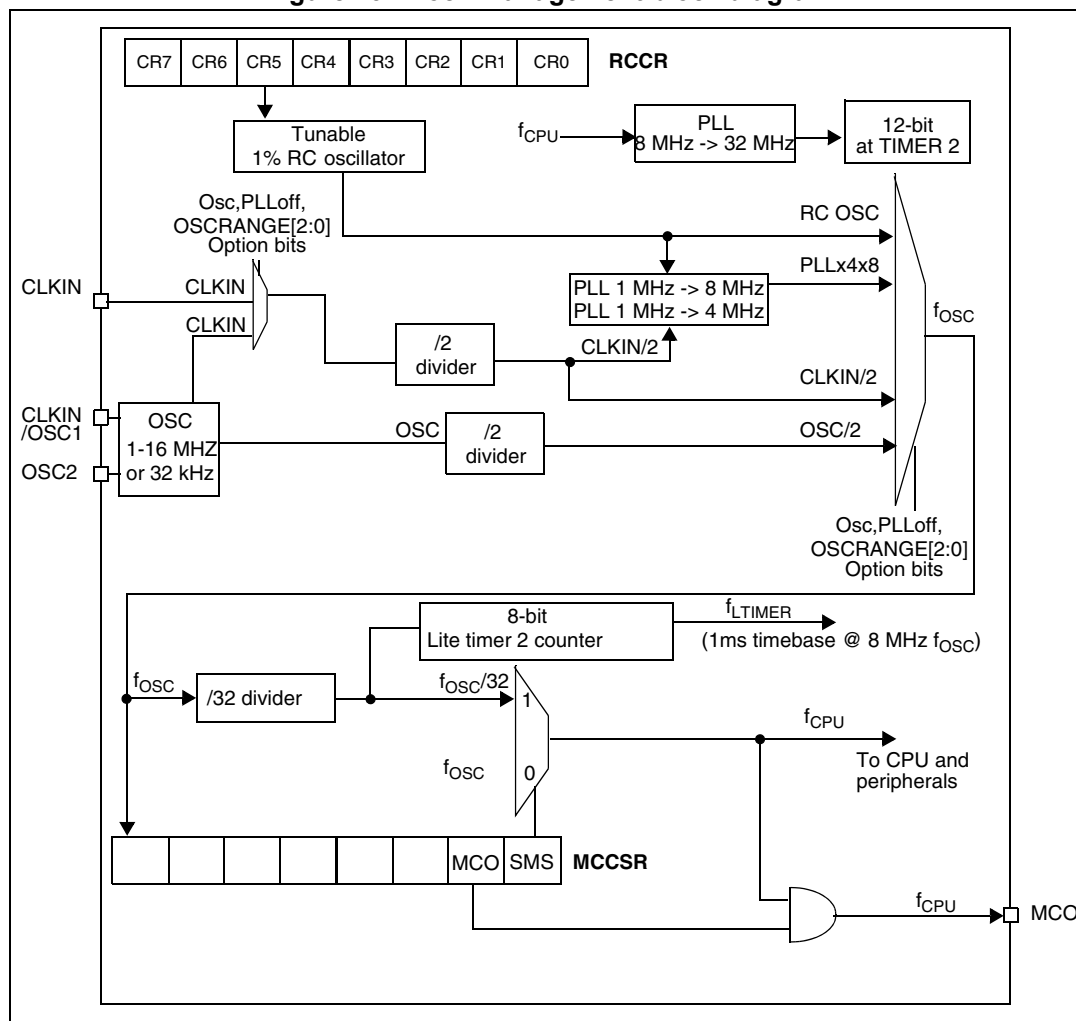 CR7 CR6 CR5 CR4 CR3 CR2 CR1 CR0 RCCR
Tunable
1% RC oscillator
fCPU
PLL
8 MHz -> 32 MHz
12-bit
at TIMER 2
Osc,PLLoff,
OSCRANGE[2:0]
Option bits
RC OSC
PLLx4x8
CLKIN
CLKIN
CLKIN
PLL 1 MHz -> 8 MHz
PLL 1 MHz -> 4 MHz
fOSC
/2
divider
CLKIN/2
CLKIN/2
CLKIN
/OSC1
OSC2
OSC
1-16 MHZ
or 32 kHz
OSC
/2
divider
OSC/2
Osc,PLLoff,
OSCRANGE[2:0]
Option bits
8-bit
Lite timer 2 counter
fLTIMER
(1ms timebase @ 8 MHz fOSC)
fOSC
/32 divider
fOSC/32
1
fCPU
To CPU and
peripherals
fOSC
0
MCO SMS MCCSR
fCPU
MCO